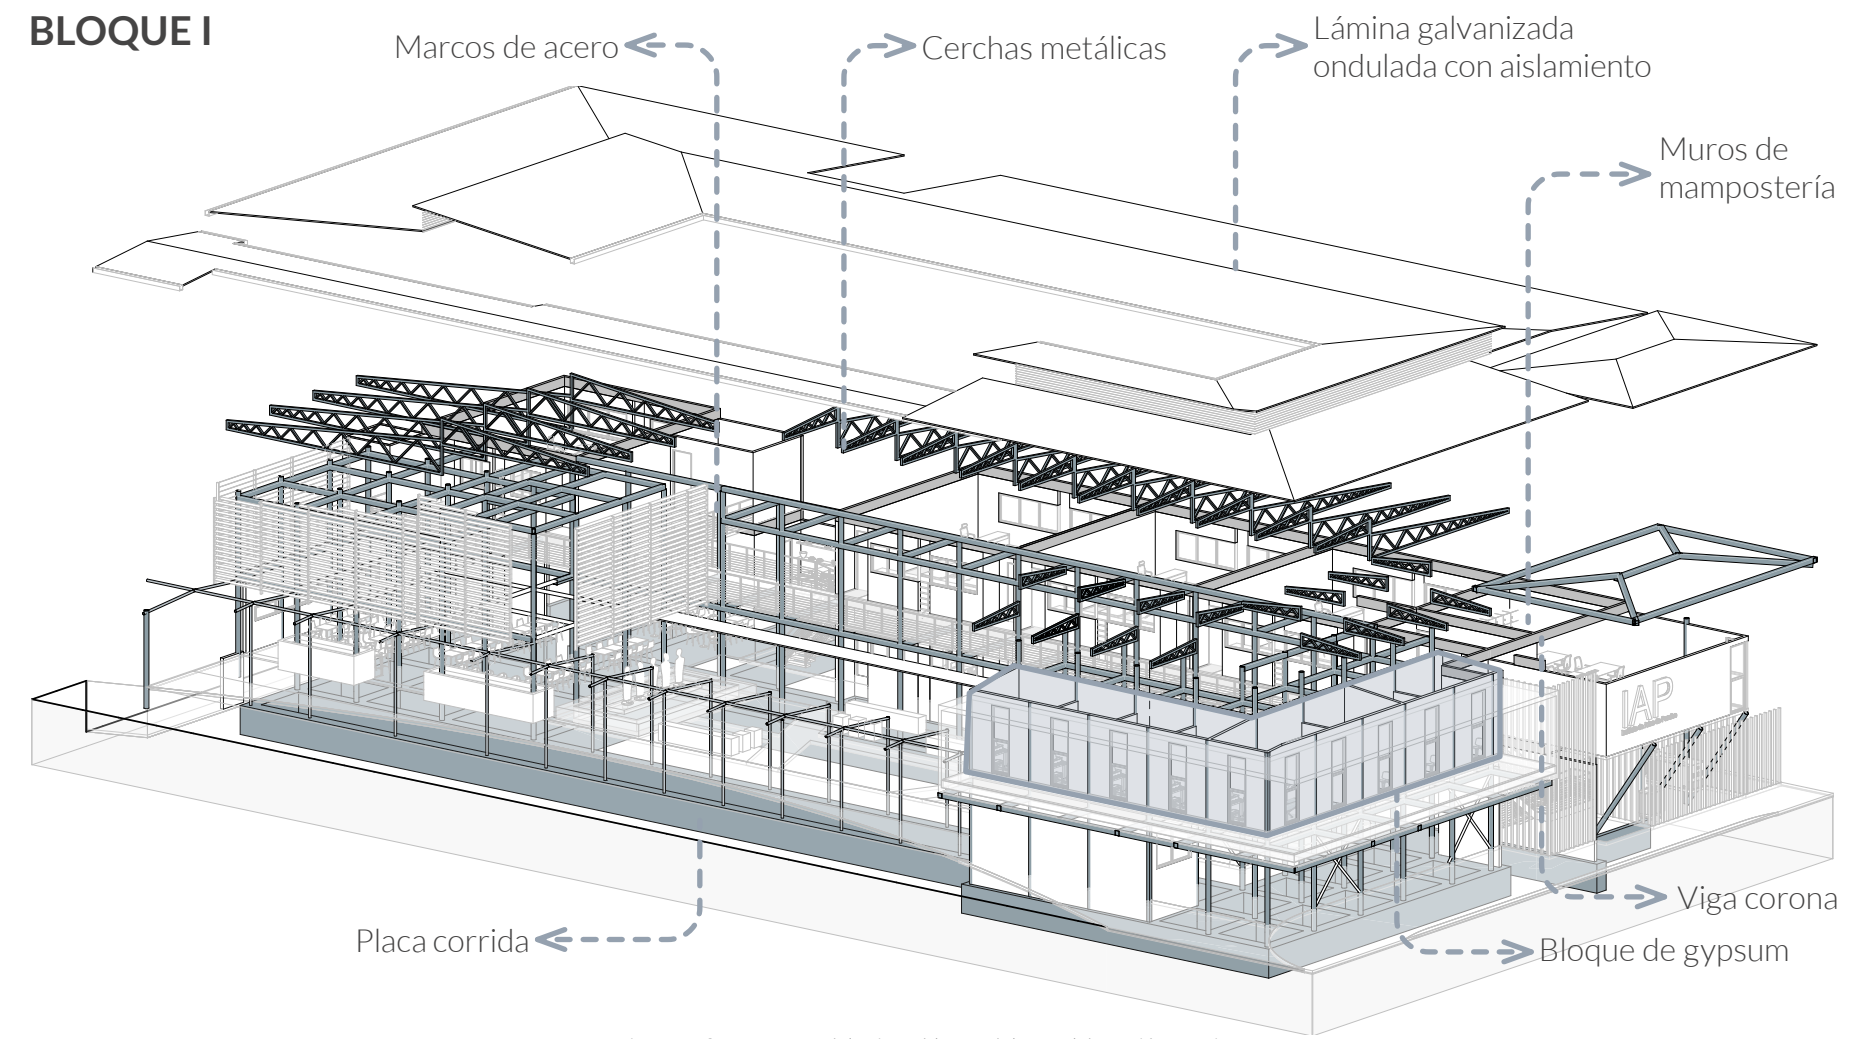 BLOQUE I
Marcos de acero
Cerchas metálicas
Lámina galvanizada
ondulada con aislamiento
Muros de
mampostería
IAP
Viga corona
Placa corrida
Bloque de gypsum